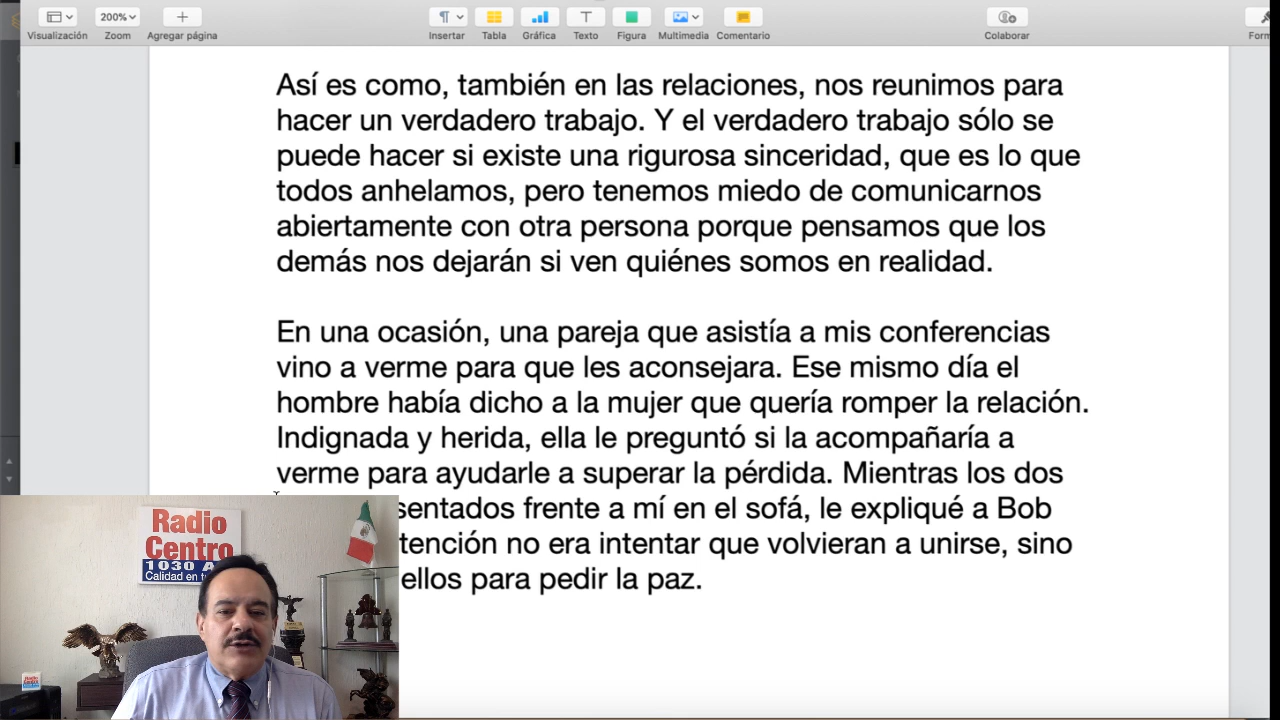 Visualización
200%
Zoom
Agregar página
Insertar
Tabla
Gráfica
T
Texto
Figura
Multimedia
Comentario
Colaborar
Así es como, también en las relaciones, nos reunimos para
hacer un verdadero trabajo. Y el verdadero trabajo sólo se
puede hacer si existe una rigurosa sinceridad, que es lo que
todos anhelamos, pero tenemos miedo de comunicarnos
abiertamente con otra persona porque pensamos que los
demás nos dejarán si ven quiénes somos en realidad.
En una ocasión, una pareja que asistía a mis conferencias
vino a verme para que les aconsejara. Ese mismo día el
hombre había dicho a la mujer que quería romper la relación.
Indignada y herida, ella le preguntó si la acompañaría a
verme para ayudarle a superar la pérdida. Mientras los dos
sentados frente a mí en el sofá, le expliqué a Bob
tención no era intentar que volvieran a unirse, sino
ellos para pedir la paz.
Radio
Centro
1030 A
Calidad en t